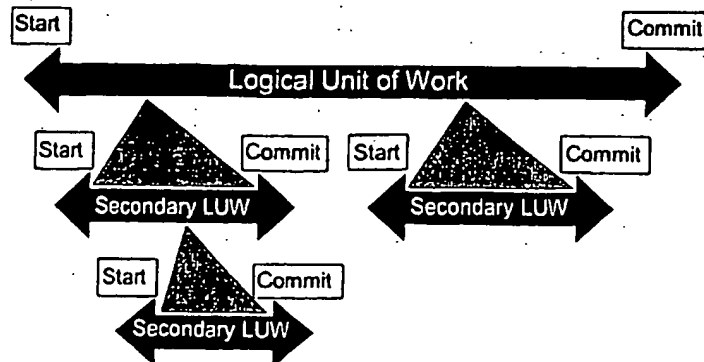 Start
Commit
Logical Unit of Work
Start
Commit
Start
Commit
Secondary LUW
Secondary LUW
Start
Commit
Secondary LUW